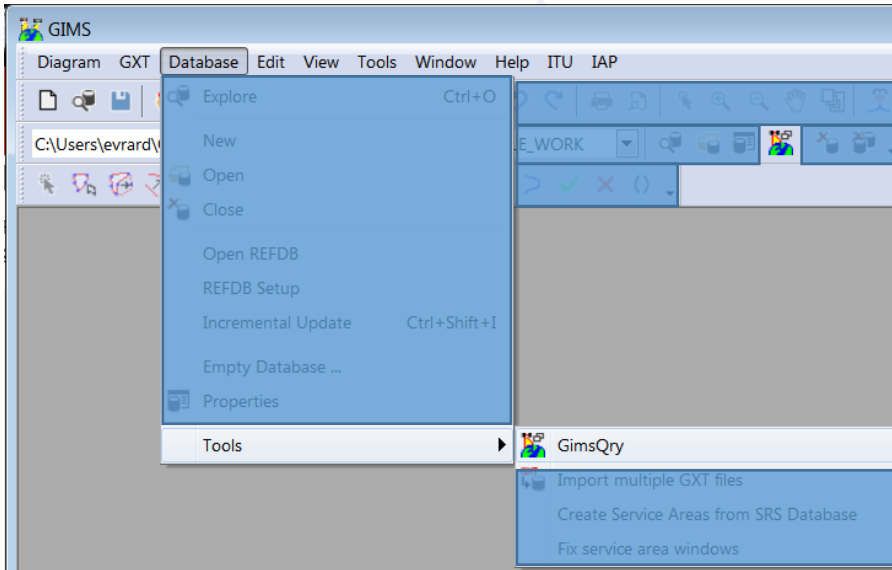 GIMS
Diagram GXT Database Edit View Tools Window Help ITU IAP
Explore Ctrl+O
C:\Users\evrard\ E_WORK
New
Open
Close
Open REFDB
REFDB Setup
Incremental Update Ctrl+Shift+I
Empty Database ...
Properties
Tools
GimsQry
Import multiple GXT files
Create Service Areas from SRS Database
Fix service area windows